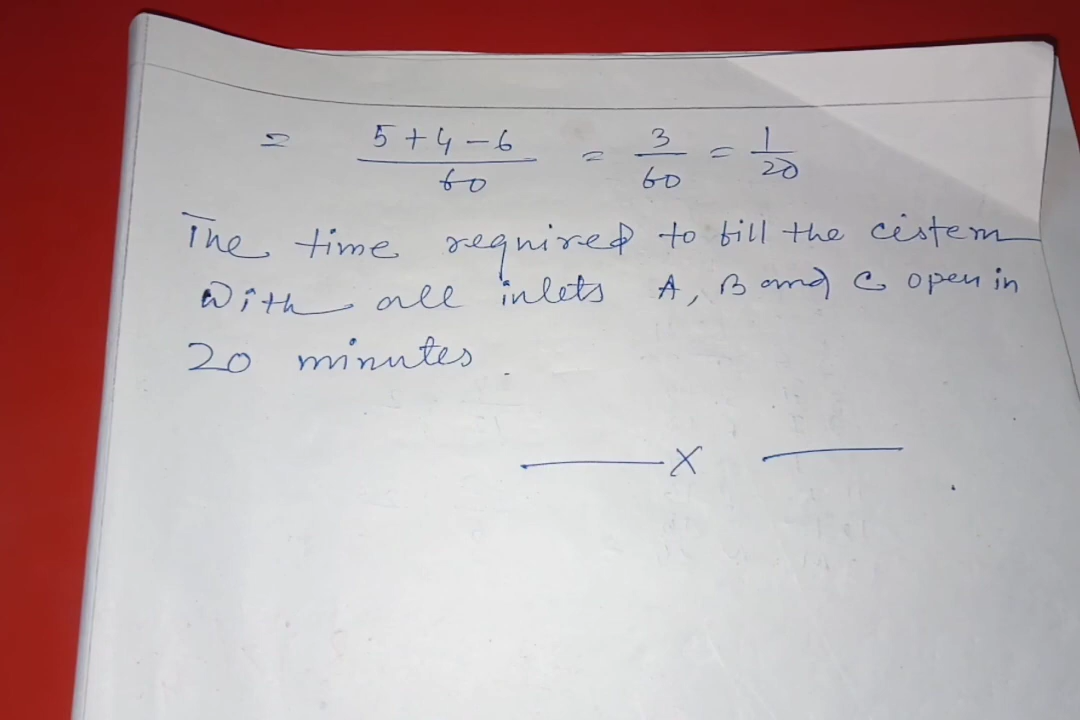 = 5+4-6/60 = 3/60 = 1/20
The time required to fill the cistern
With all inlets A, B and C open in
20 minutes.
— X —